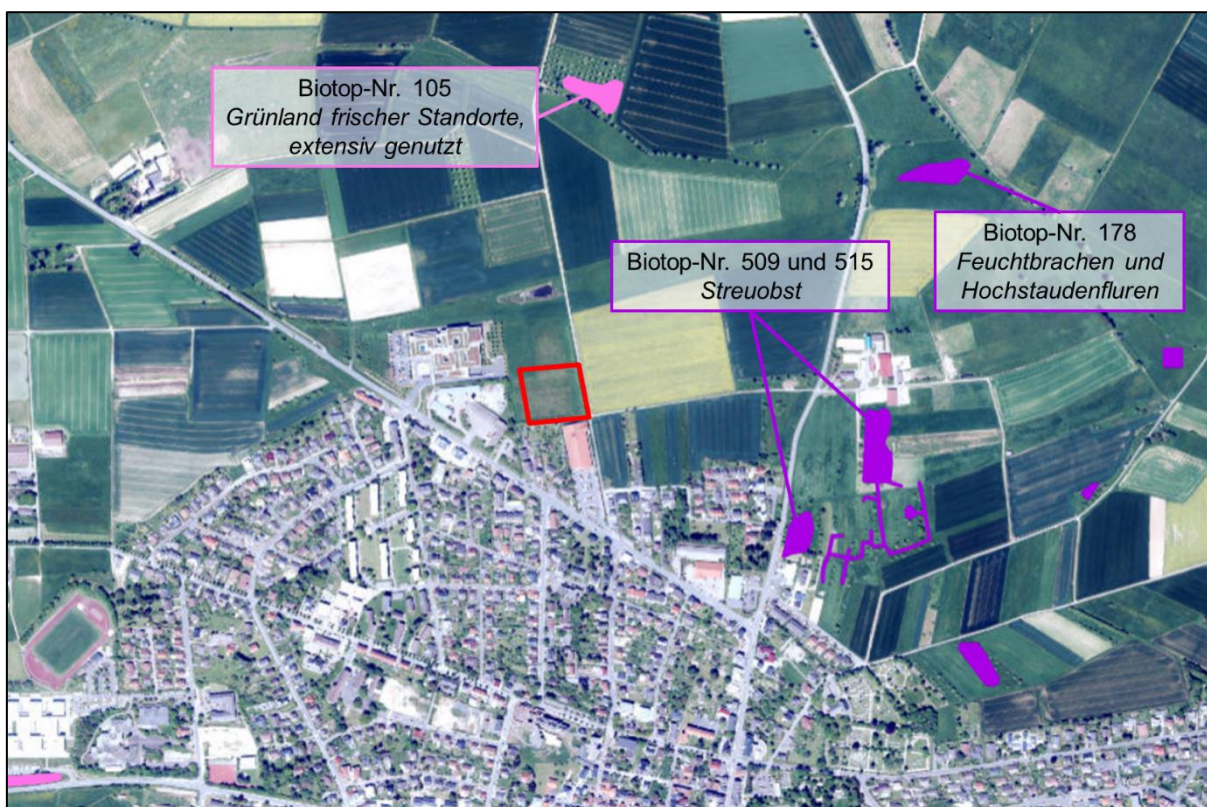 Biotop-Nr. 105
Grünland frischer Standorte,
extensiv genutzt
Biotop-Nr. 509 und 515
Streuobst
Biotop-Nr. 178
Feuchtbrachen und
Hochstaudenfluren